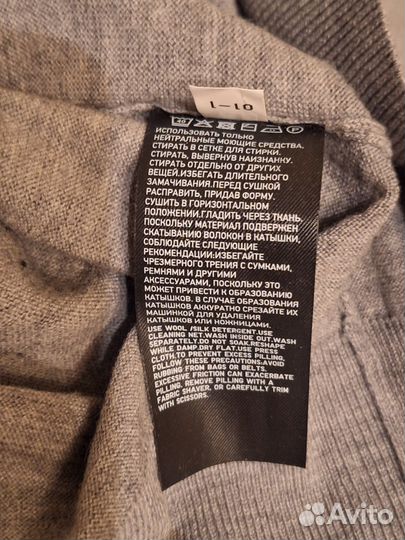 01-1
40
P
ИСПОЛЬЗОВАТЬ ТОЛЬКО
НЕЙТРАЛЬНЫЕ МОЮЩИЕ СРЕДСТВА.
СТИРАТЬ В СЕТКЕ ДЛЯ СТИРКИ.
СТИРАТЬ, ВЫВЕРНУВ НАИЗНАНКУ.
СТИРАТЬ ОТДЕЛЬНО ОТ ДРУГИХ
ВЕЩЕЙ.ИЗБЕГАТЬ ДЛИТЕЛЬНОГО
ЗАМАЧИВАНИЯ.ПЕРЕД СУШКОЙ
РАСПРАВИТЬ, ПРИДАВ ФОРМУ.
СУШИТЬ В ГОРИЗОНТАЛЬНОМ
ПОЛОЖЕНИИ.ГЛАДИТЬ ЧЕРЕЗ ТКАНЬ.
ПОСКОЛЬКУ МАТЕРИАЛ ПОДВЕРЖЕН
СКАТЫВАНИЮ ВОЛОКОН В КАТЫШКИ,
СОБЛЮДАЙТЕ СЛЕДУЮЩИЕ
РЕКОМЕНДАЦИИ:ИЗБЕГАЙТЕ
ЧРЕЗМЕРНОГО ТРЕНИЯ С СУМКАМИ,
РЕМНЯМИ И ДРУГИМИ
АКСЕССУАРАМИ, ПОСКОЛЬКУ ЭТО
МОЖЕТ ПРИВЕСТИ К ОБРАЗОВАНИЮ
КАТЫШКОВ. В СЛУЧАЕ ОБРАЗОВАНИЯ
КАТЫШКОВ АККУРАТНО СРЕЗАЙТЕ ИХ
МАШИНКОЙ ДЛЯ УДАЛЕНИЯ
КАТЫШКОВ ИЛИ НОЖНИЦАМИ.
USE WOOL /SILK DETERGENT.USE
CLEANING NET.WASH INSIDE OUT.WASH
SEPARATELY.DO NOT SOAK.RESHAPE
WHILE DAMP.DRY FLAT.USE PRESS
CLOTH.TO PREVENT EXCESS PILLING,
FOLLOW THESE PRECAUTIONS:AVOID
RUBBING FROM BAGS OR BELTS.
EXCESSIVE FRICTION CAN EXACERBATE
PILLING. REMOVE PILLING WITH A
FABRIC SHAVER, OR CAREFULLY TRIM
WITH SCISSORS.
Avito